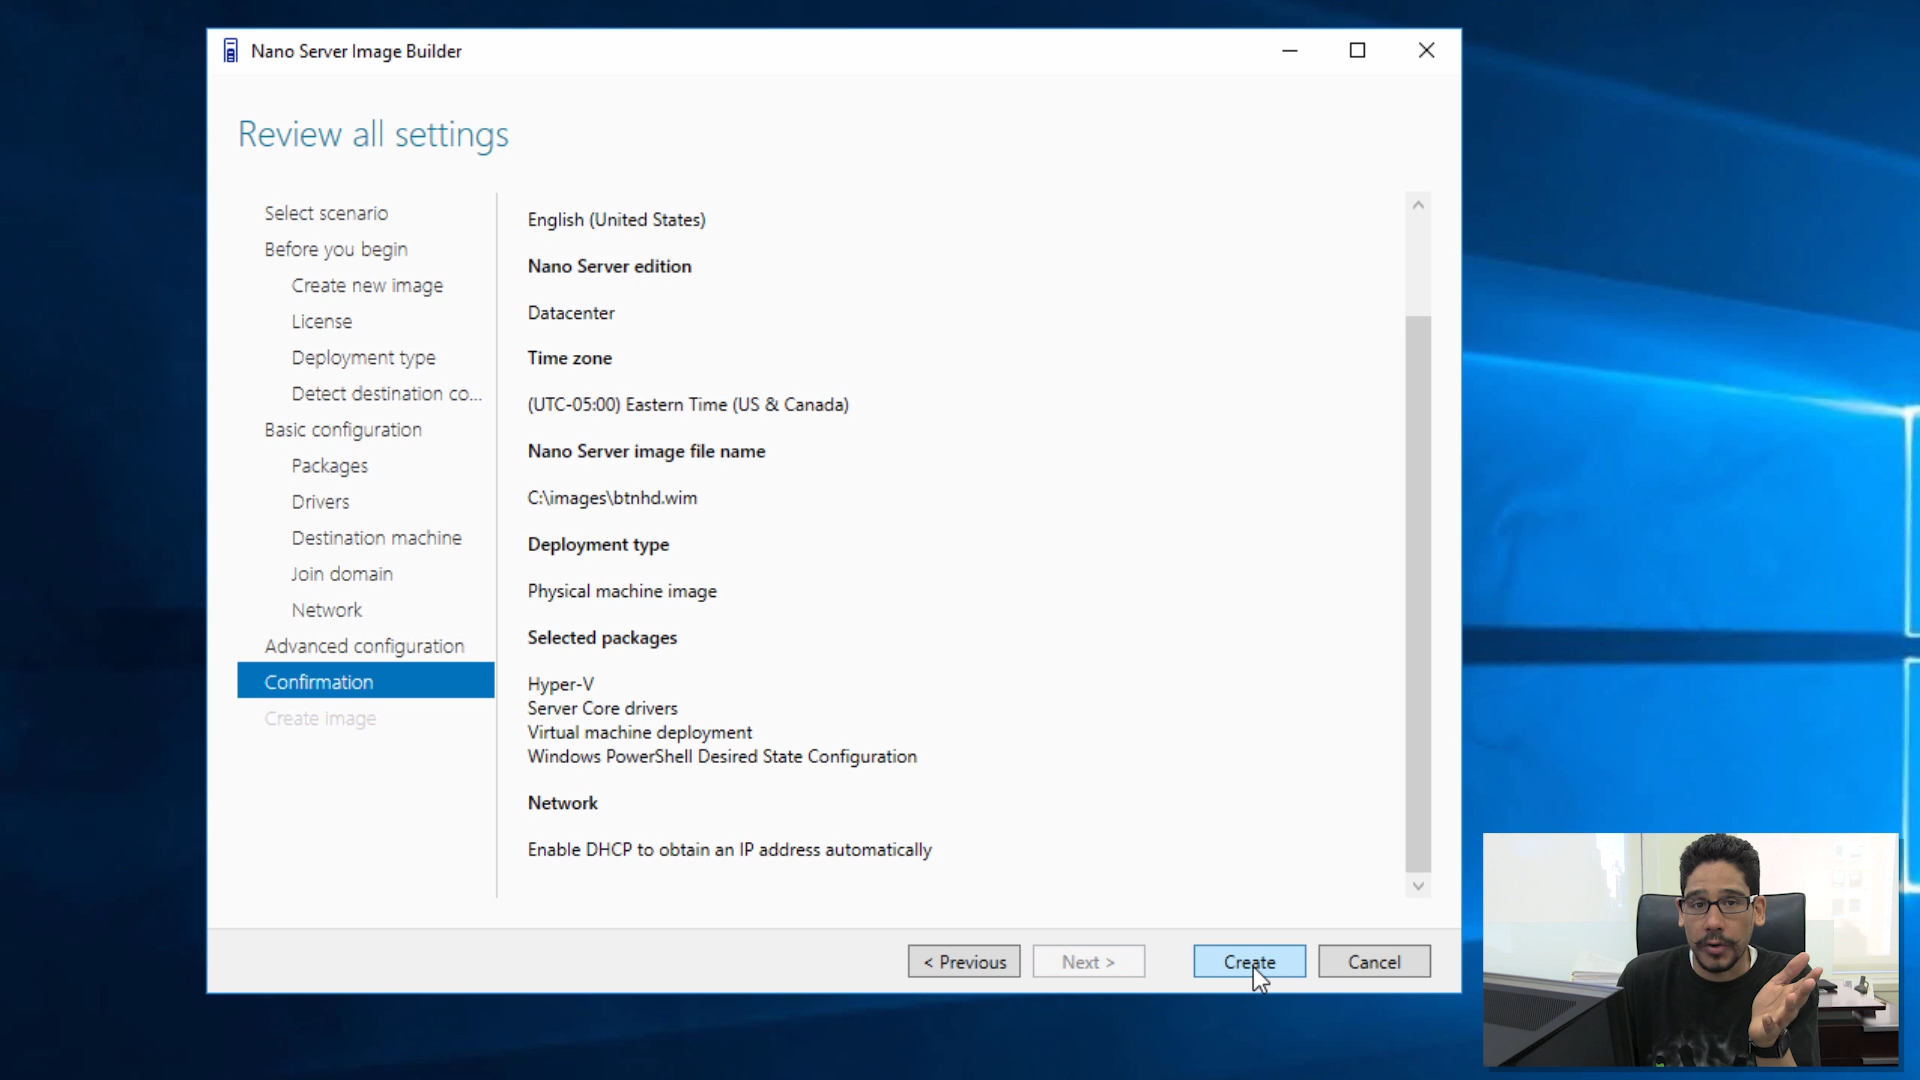 Nano Server Image Builder
Review all settings
Select scenario
Before you begin
Create new image
License
Deployment type
Detect destination co...
Basic configuration
Packages
Drivers
Destination machine
Join domain
Network
Advanced configuration
Confirmation
Create image
English (United States)
Nano Server edition
Datacenter
Time zone
(UTC-05:00) Eastern Time (US & Canada)
Nano Server image file name
C:\images\btnhd.wim
Deployment type
Physical machine image
Selected packages
Hyper-V
Server Core drivers
Virtual machine deployment
Windows PowerShell Desired State Configuration
Network
Enable DHCP to obtain an IP address automatically
< Previous
Next >
Create
Cancel